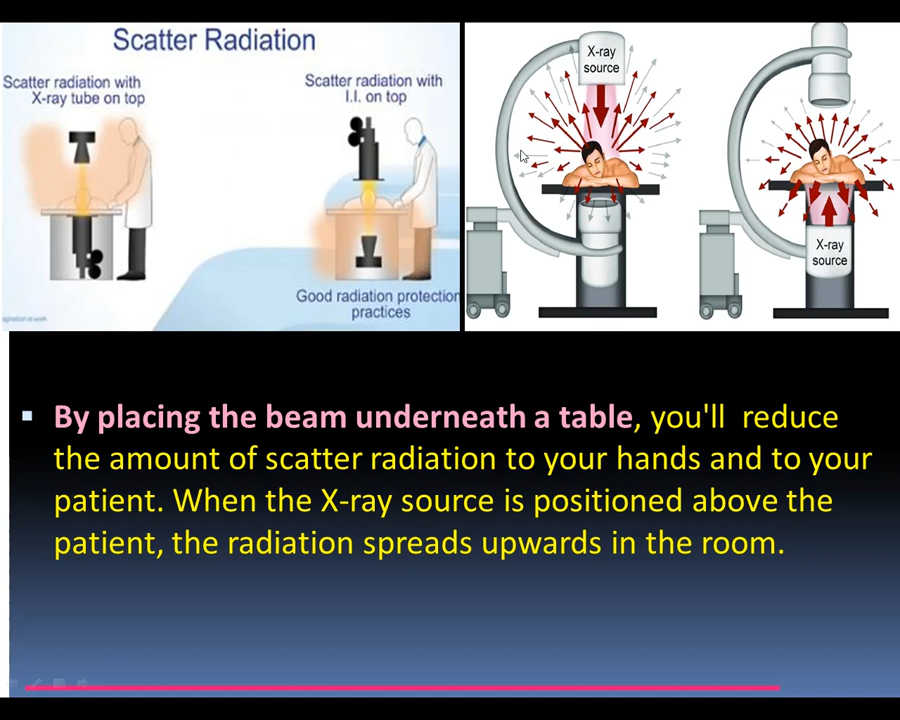 Scatter Radiation
Scatter radiation with
X-ray tube on top
Scatter radiation with
I.I. on top
Good radiation protection
practices
X-ray
source
X-ray
source
By placing the beam underneath a table, you'll reduce
the amount of scatter radiation to your hands and to your
patient. When the X-ray source is positioned above the
patient, the radiation spreads upwards in the room.